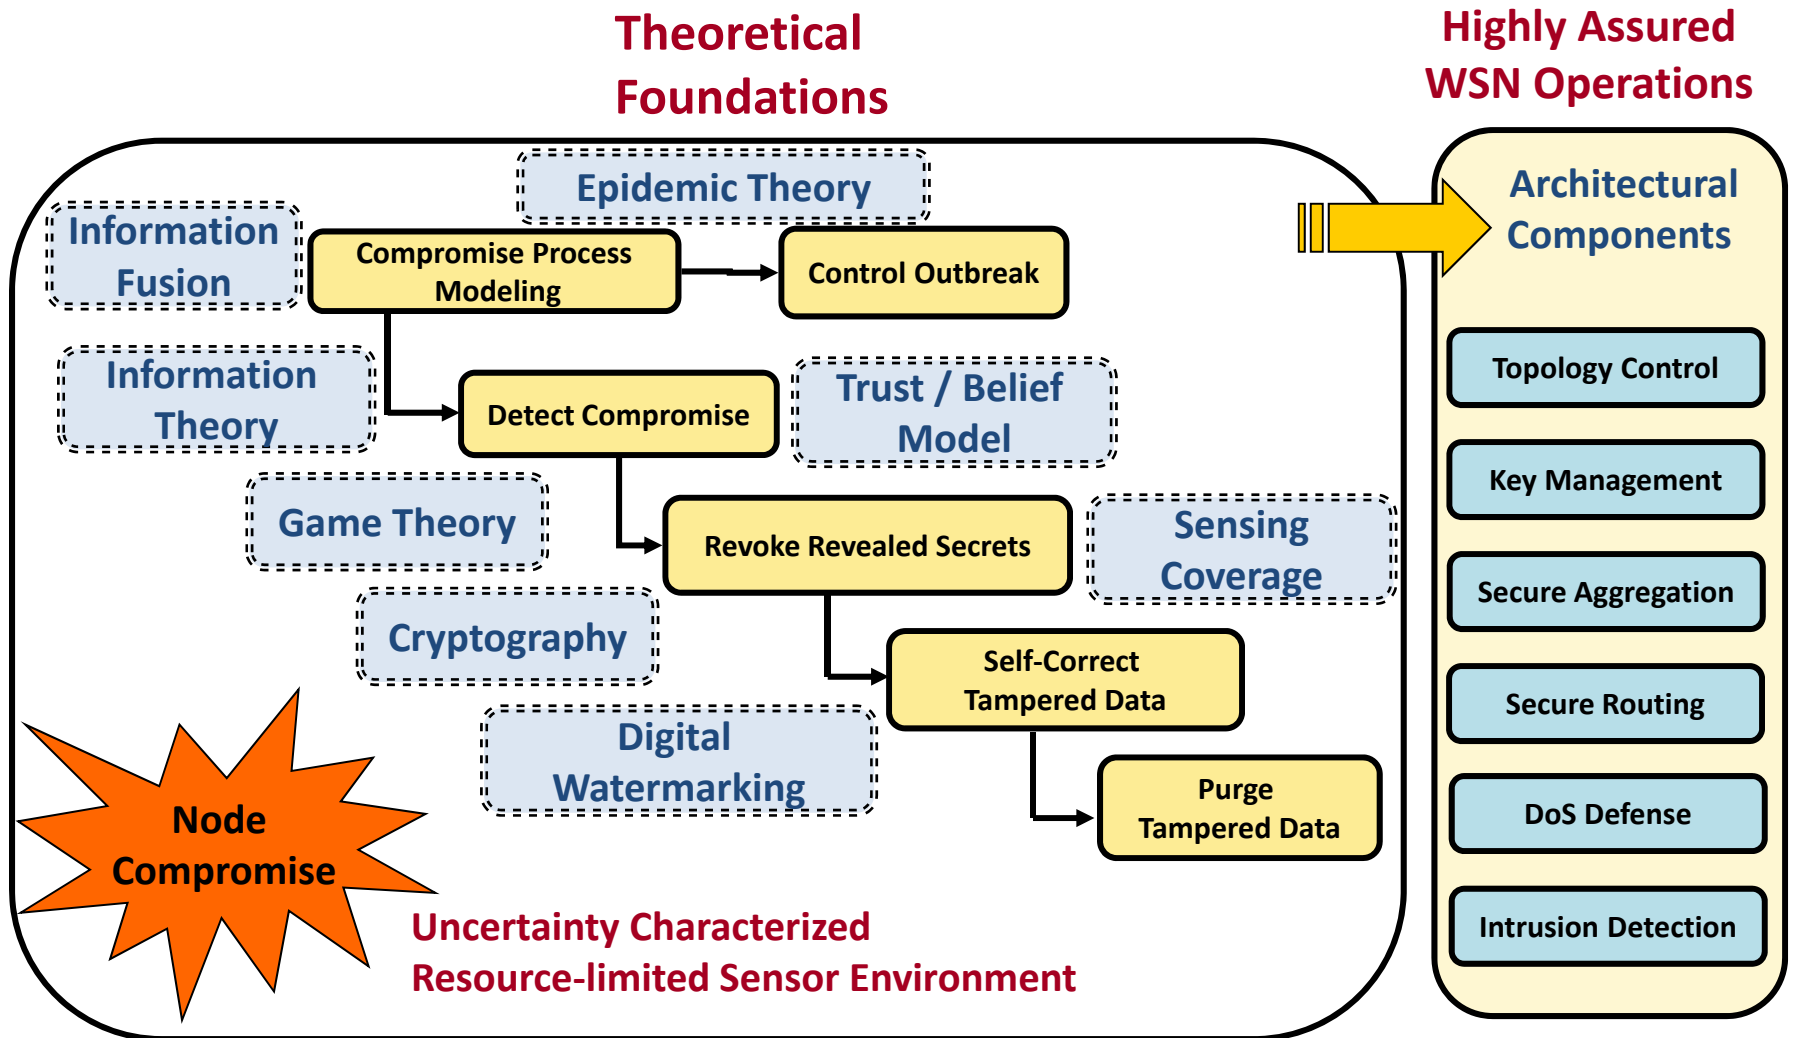 Theoretical
Foundations
Highly Assured
WSN Operations
Epidemic Theory
Information
Fusion
Compromise Process
Modeling
Control Outbreak
Information
Theory
Detect Compromise
Trust / Belief
Model
Game Theory
Revoke Revealed Secrets
Sensing
Coverage
Cryptography
Self-Correct
Tampered Data
Digital
Watermarking
Purge
Tampered Data
Node
Compromise
Uncertainty Characterized
Resource-limited Sensor Environment
Architectural
Components
Topology Control
Key Management
Secure Aggregation
Secure Routing
DoS Defense
Intrusion Detection